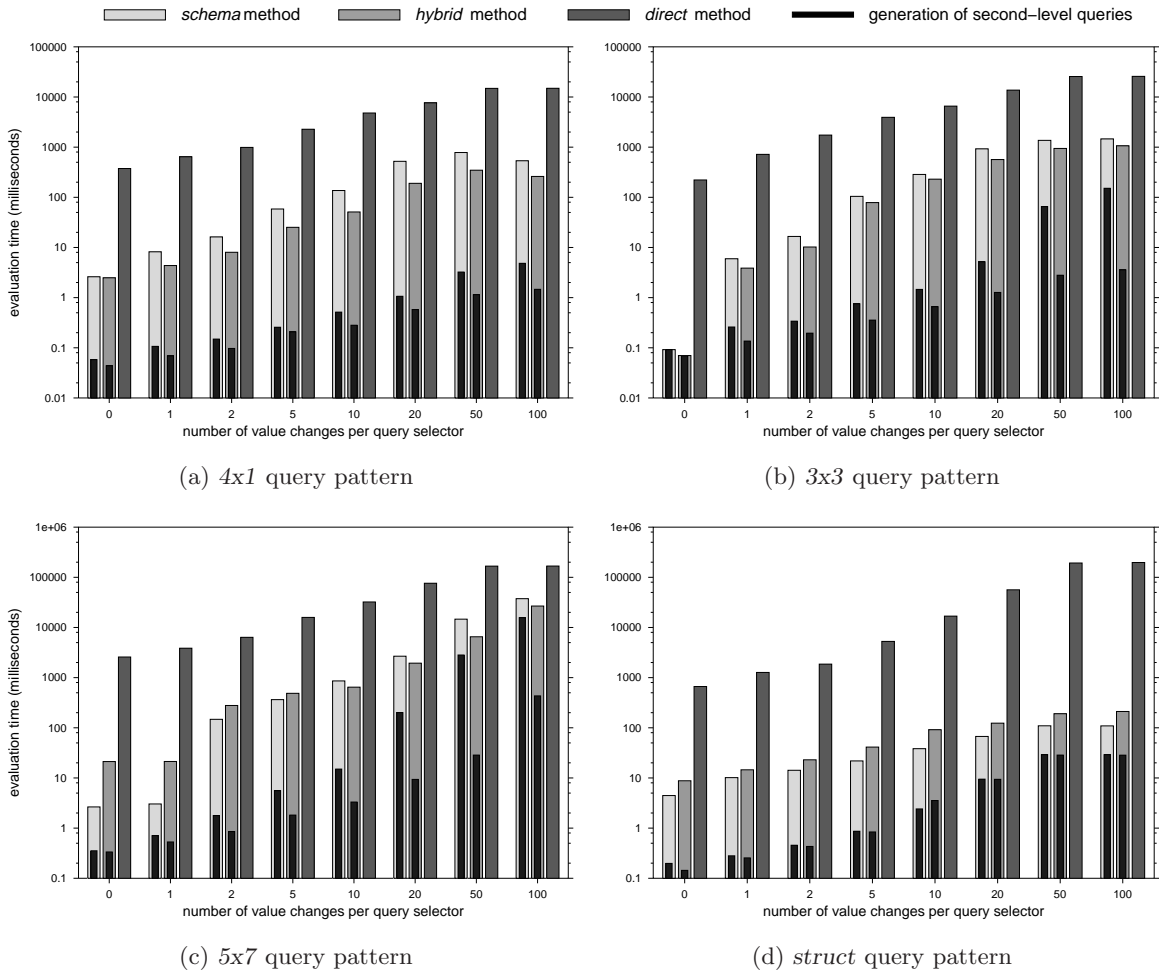 schema method hybrid method direct method generation of second−level queries
100000 100000
10000 10000
1000 1000
100 100
10 10
1 1
0.1 0.1
0.01 0.01
evaluation time (milliseconds)
0 1 2 5 10 20 50 100 0 1 2 5 10 20 50 100
number of value changes per query selector number of value changes per query selector
(a) 4x1 query pattern (b) 3x3 query pattern
1e+06 1e+06
100000 100000
10000 10000
1000 1000
100 100
10 10
1 1
0.1 0.1
evaluation time (milliseconds)
0 1 2 5 10 20 50 100 0 1 2 5 10 20 50 100
number of value changes per query selector number of value changes per query selector
(c) 5x7 query pattern (d) struct query pattern